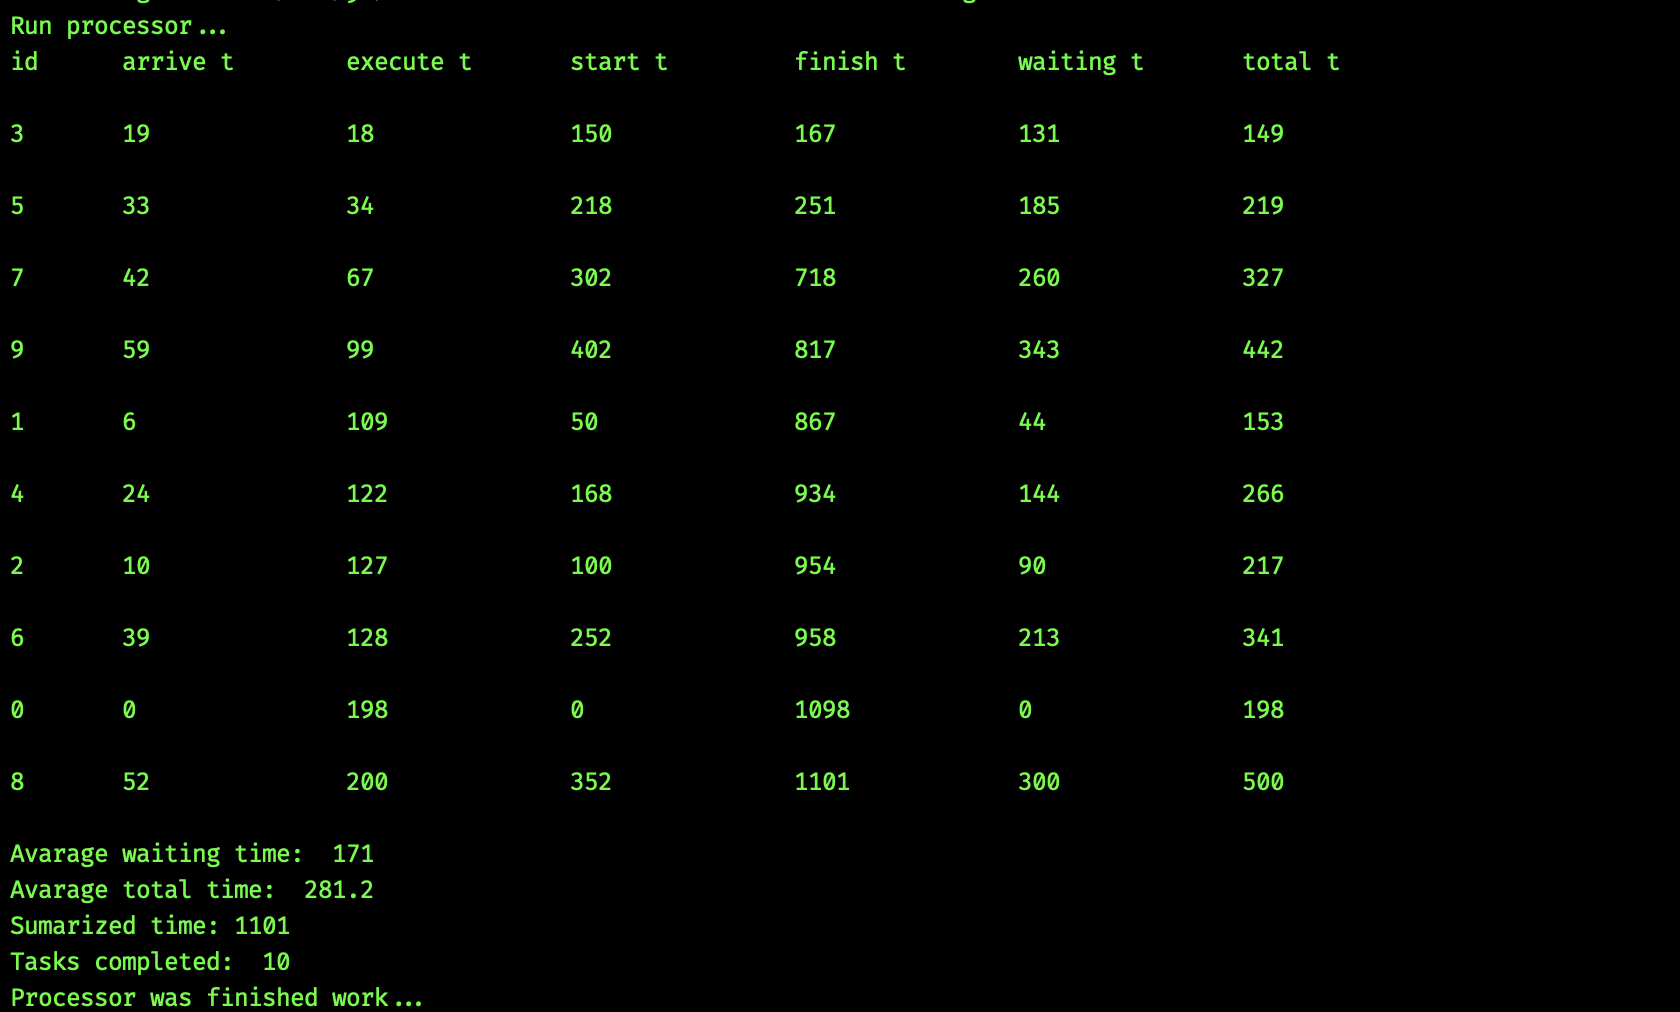 Run processor...
id arrive t execute t start t finish t waiting t total t
3 19 18 150 167 131 149
5 33 34 218 251 185 219
7 42 67 302 718 260 327
9 59 99 402 817 343 442
1 6 109 50 867 44 153
4 24 122 168 934 144 266
2 10 127 100 954 90 217
6 39 128 252 958 213 341
0 0 198 0 1098 0 198
8 52 200 352 1101 300 500
Avarage waiting time:  171
Avarage total time:  281.2
Sumarized time: 1101
Tasks completed:  10
Processor was finished work...